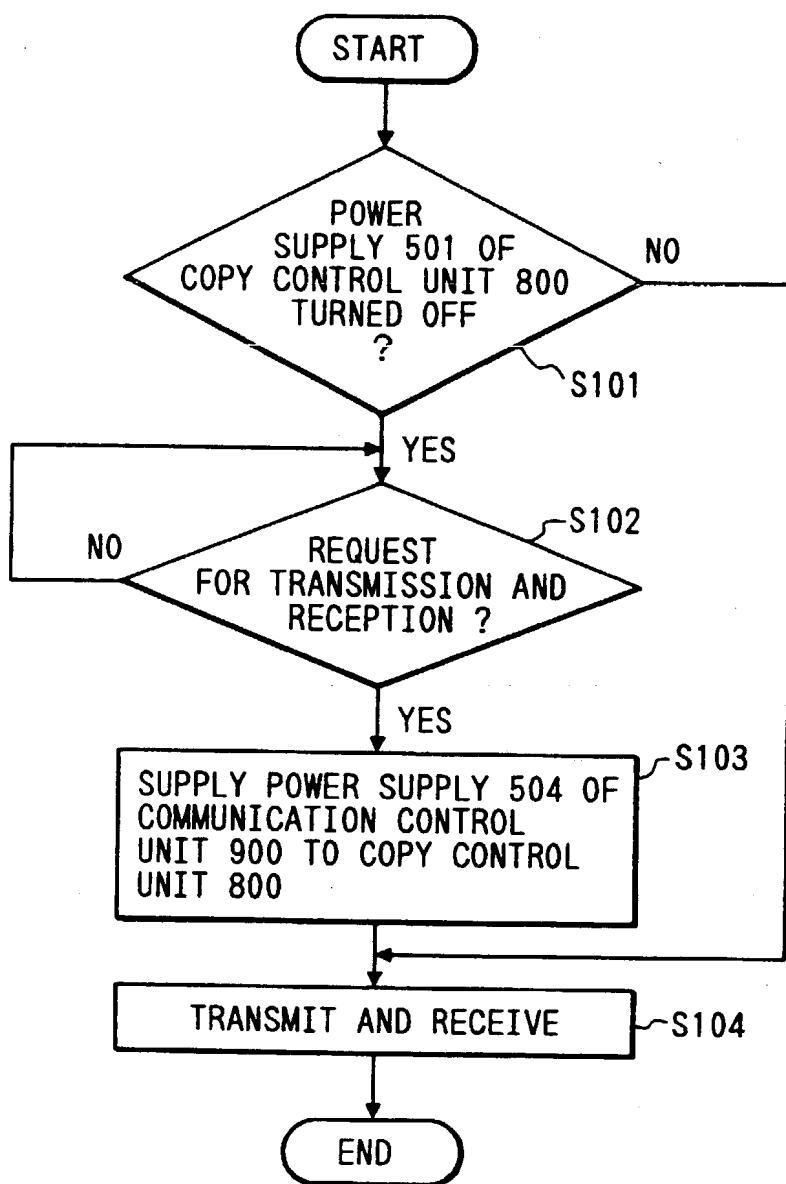 START
POWER
SUPPLY 501 OF
COPY CONTROL UNIT 800
TURNED OFF
?
NO
S101
YES
S102
NO
REQUEST
FOR TRANSMISSION AND
RECEPTION ?
YES
S103
SUPPLY POWER SUPPLY 504 OF
COMMUNICATION CONTROL
UNIT 900 TO COPY CONTROL
UNIT 800
TRANSMIT AND RECEIVE
S104
END